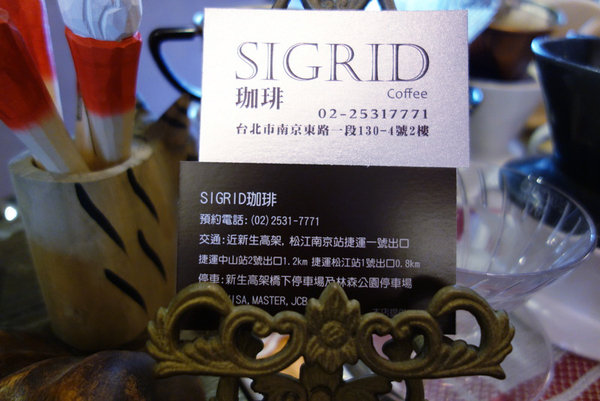 SIGRID
珈琲 Coffee
02-25317771
台北市南京東路一段130-4號2樓
SIGRID珈琲
預約電話:(02)2531-7771
交通:近新生高架, 松江南京站捷運一號出口
捷運中山站2號出口1.2km 捷運松江站1號出口0.8km
停車:新生高架橋下停車場及林森公園停車場
VISA, MASTER, JCB